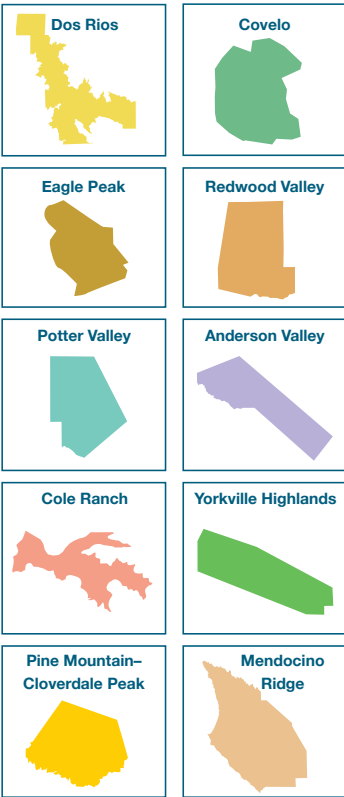 Dos Rios
Covelo
Eagle Peak
Redwood Valley
Potter Valley
Anderson Valley
Cole Ranch
Yorkville Highlands
Pine Mountain–
Cloverdale Peak
Mendocino
Ridge